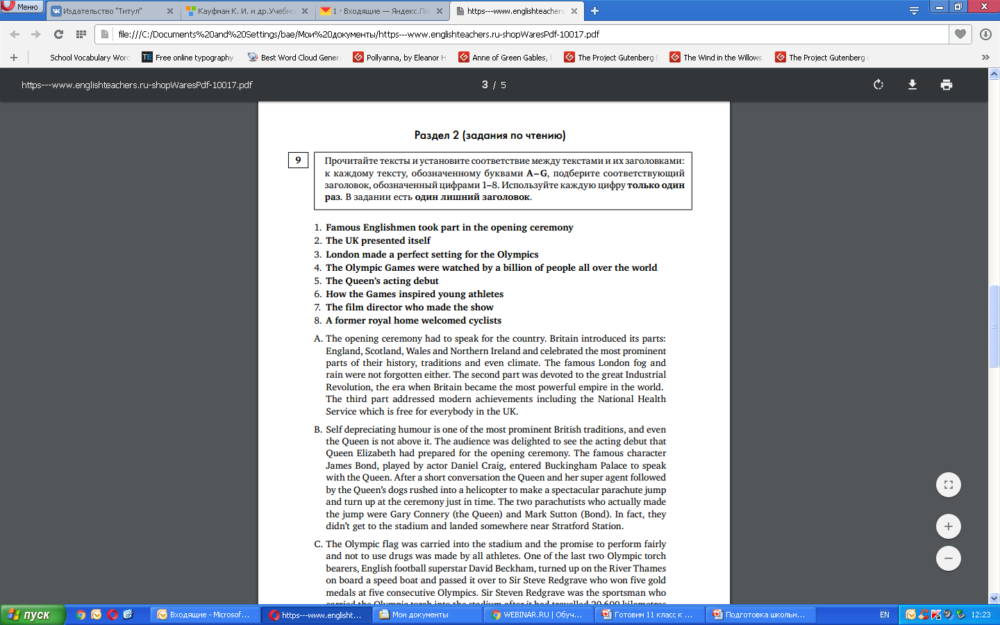 Меню
Издательство "Титул"
Кауфман К. И. и др.Учебно
1 · Входящие — Яндекс.По
https---www.englishteachers
file:///C:/Documents%20and%20Settings/bae/Мои%20документы/https---www.englishteachers.ru-shopWaresPdf-10017.pdf
School Vocabulary Word
Free online typography
Best Word Cloud Gener
Pollyanna, by Eleanor H
Anne of Green Gables,
The Project Gutenberg
The Wind in the Willows
The Project Gutenberg
https---www.englishteachers.ru-shopWaresPdf-10017.pdf
3 / 5
Раздел 2 (задания по чтению)
9
Прочитайте тексты и установите соответствие между текстами и их заголовками:
к каждому тексту, обозначенному буквами A–G, подберите соответствующий
заголовок, обозначенный цифрами 1–8. Используйте каждую цифру только один
раз. В задании есть один лишний заголовок.
1. Famous Englishmen took part in the opening ceremony
2. The UK presented itself
3. London made a perfect setting for the Olympics
4. The Olympic Games were watched by a billion of people all over the world
5. The Queen's acting debut
6. How the Games inspired young athletes
7. The film director who made the show
8. A former royal home welcomed cyclists
A. The opening ceremony had to speak for the country. Britain introduced its parts:
England, Scotland, Wales and Northern Ireland and celebrated the most prominent
parts of their history, traditions and even climate. The famous London fog and
rain were not forgotten either. The second part was devoted to the great Industrial
Revolution, the era when Britain became the most powerful empire in the world.
The third part addressed modern achievements including the National Health
Service which is free for everybody in the UK.
B. Self depreciating humour is one of the most prominent British traditions, and even
the Queen is not above it. The audience was delighted to see the acting debut that
Queen Elizabeth had prepared for the opening ceremony. The famous character
James Bond, played by actor Daniel Craig, entered Buckingham Palace to speak
with the Queen. After a short conversation the Queen and her super agent followed
by the Queen's dogs rushed into a helicopter to make a spectacular parachute jump
and turn up at the ceremony just in time. The two parachutists who actually made
the jump were Gary Connery (the Queen) and Mark Sutton (Bond). In fact, they
didn't get to the stadium and landed somewhere near Stratford Station.
C. The Olympic flag was carried into the stadium and the promise to perform fairly
and not to use drugs was made by all athletes. One of the last two Olympic torch
bearers, English football superstar David Beckham, turned up on the River Thames
on board a speed boat and passed it over to Sir Steve Redgrave who won five gold
medals at five consecutive Olympics. Sir Steven Redgrave was the sportsman who
carried the Olympic torch into the stadium after it had travelled 20,600 kilometres
пуск
Входящие - Microsof...
https---www.englisht...
Мои документы
WEBINAR.RU | Обуч...
Готовим 11 класс к ...
Подготовка школьн...
EN
12:23